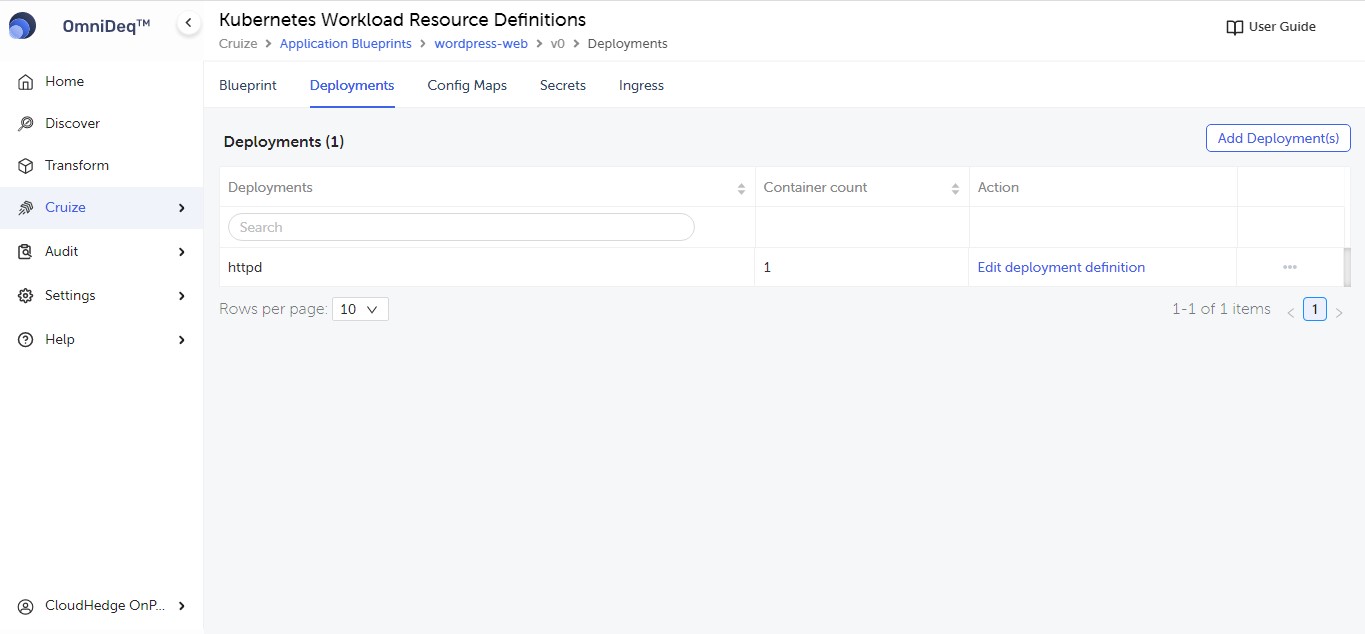 OmniDeq™
Home
Discover
Transform
Cruize
Audit
Settings
Help
CloudHedge OnP...
Kubernetes Workload Resource Definitions
Cruize > Application Blueprints > wordpress-web > v0 > Deployments
User Guide
Blueprint Deployments Config Maps Secrets Ingress
Deployments (1)
Add Deployment(s)
Deployments Container count Action
Search
httpd 1 Edit deployment definition •••
Rows per page: 10
1-1 of 1 items < 1 >